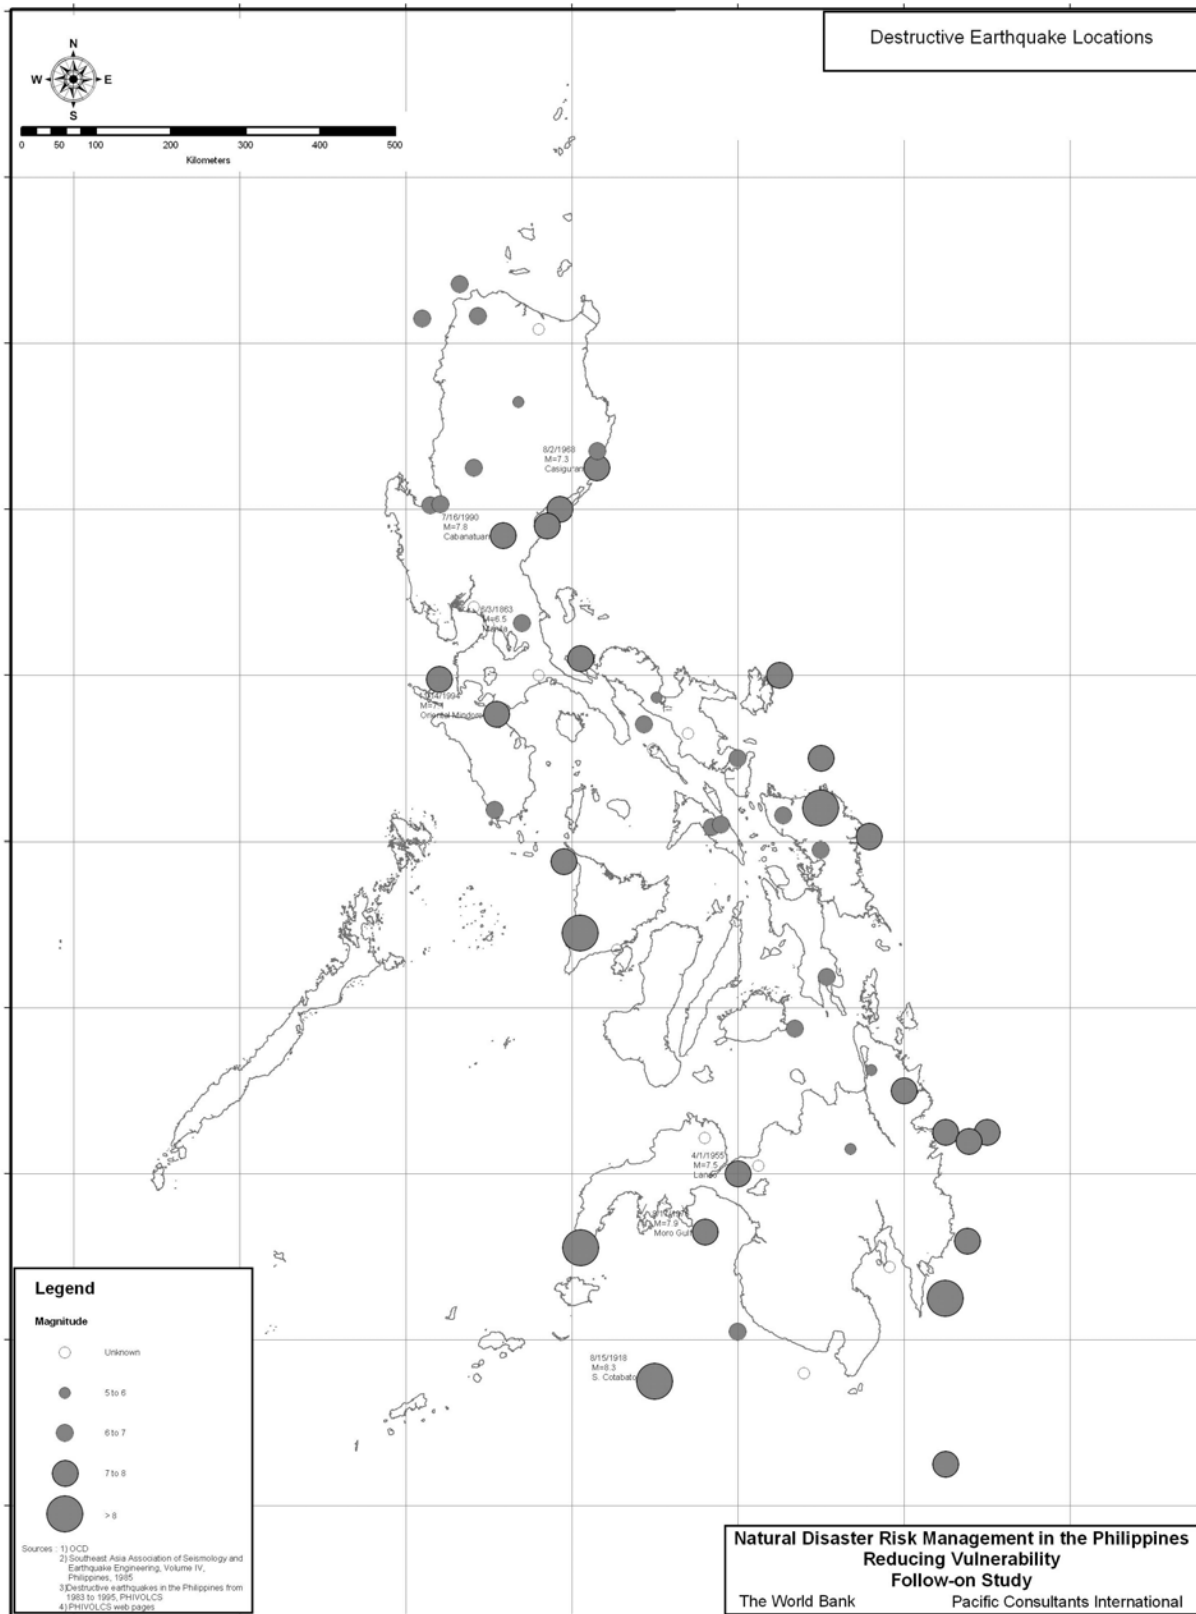 Destructive Earthquake Locations
N
W E
S
0 50 100 200 300 400 500
Kilometers
8/2/1968
M=7.3
Casiguran
7/16/1990
M=7.8
Cabanatuan
M=6.5
Manila
Oriental Mindoro
4/1/1955
M=7.5
Lanao
M=7.9
Moro Gulf
8/15/1918
M=8.3
S. Cotabato
Legend
Magnitude
Unknown
5 to 6
6 to 7
7 to 8
> 8
Sources : 1) OCD
2) Southeast Asia Association of Seismology and
Earthquake Engineering, Volume IV,
Philippines, 1985
3)Destructive earthquakes in the Philippines from
1983 to 1995, PHIVOLCS
4) PHIVOLCS web pages
Natural Disaster Risk Management in the Philippines
Reducing Vulnerability
Follow-on Study
The World Bank Pacific Consultants International